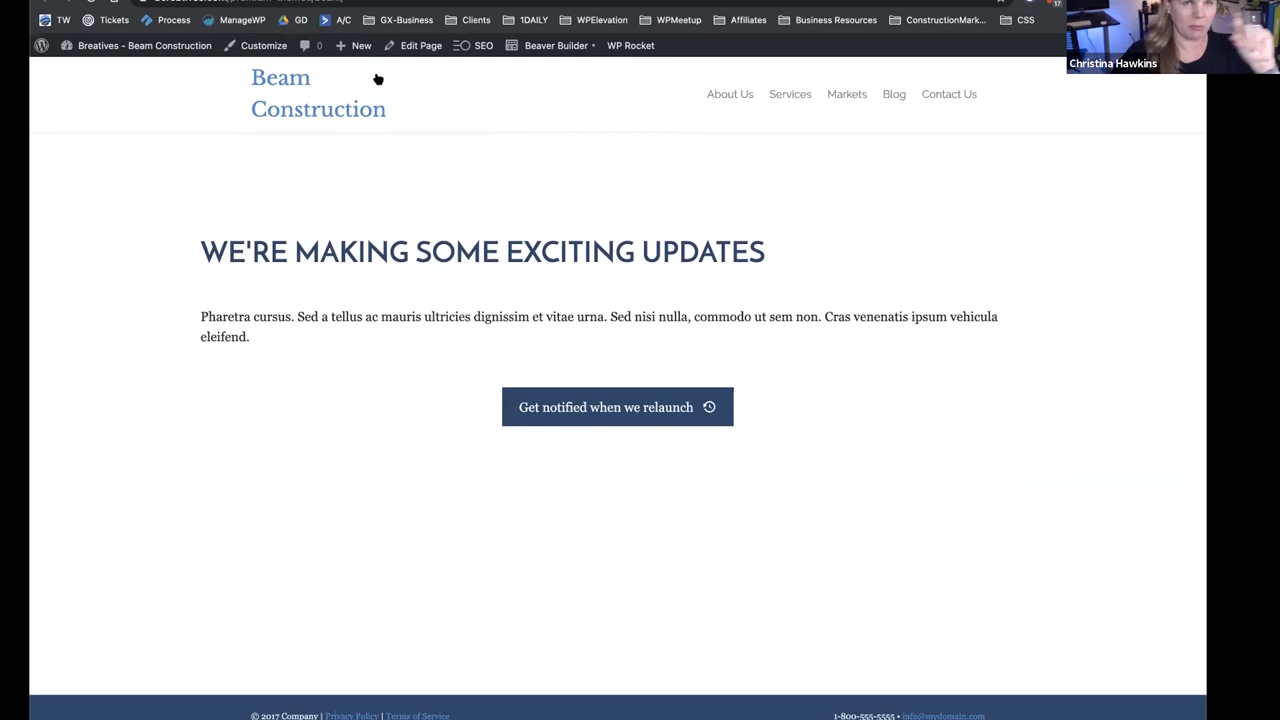 TW Tickets Process ManageWP GD A/C GX-Business Clients 1DAILY WPElevation WPMeetup Affiliates Business Resources ConstructionMark... CSS
17
Christina Hawkins
Breatives – Beam Construction Customize 0 New Edit Page SEO Beaver Builder WP Rocket
Beam
Construction
About Us Services Markets Blog Contact Us
WE'RE MAKING SOME EXCITING UPDATES
Pharetra cursus. Sed a tellus ac mauris ultricies dignissim et vitae urna. Sed nisi nulla, commodo ut sem non. Cras venenatis ipsum vehicula
eleifend.
Get notified when we relaunch
© 2017 Company | Privacy Policy | Terms of Service
1-800-555-5555 • info@mydomain.com